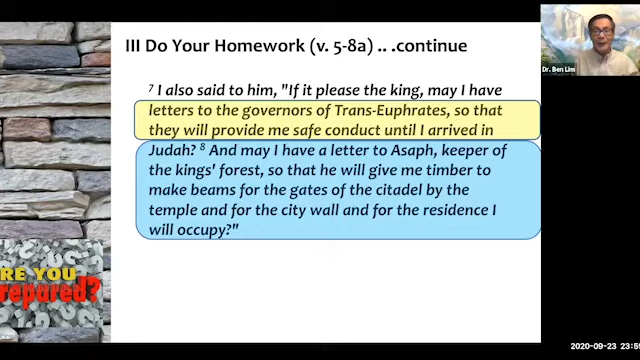 III Do Your Homework (v. 5-8a) .. .continue
7 I also said to him, "If it please the king, may I have
letters to the governors of Trans-Euphrates, so that
they will provide me safe conduct until I arrived in
Judah? 8 And may I have a letter to Asaph, keeper of
the kings' forest, so that he will give me timber to
make beams for the gates of the citadel by the
temple and for the city wall and for the residence I
will occupy?"
RE YOU
repared?
Dr. Ben Lim